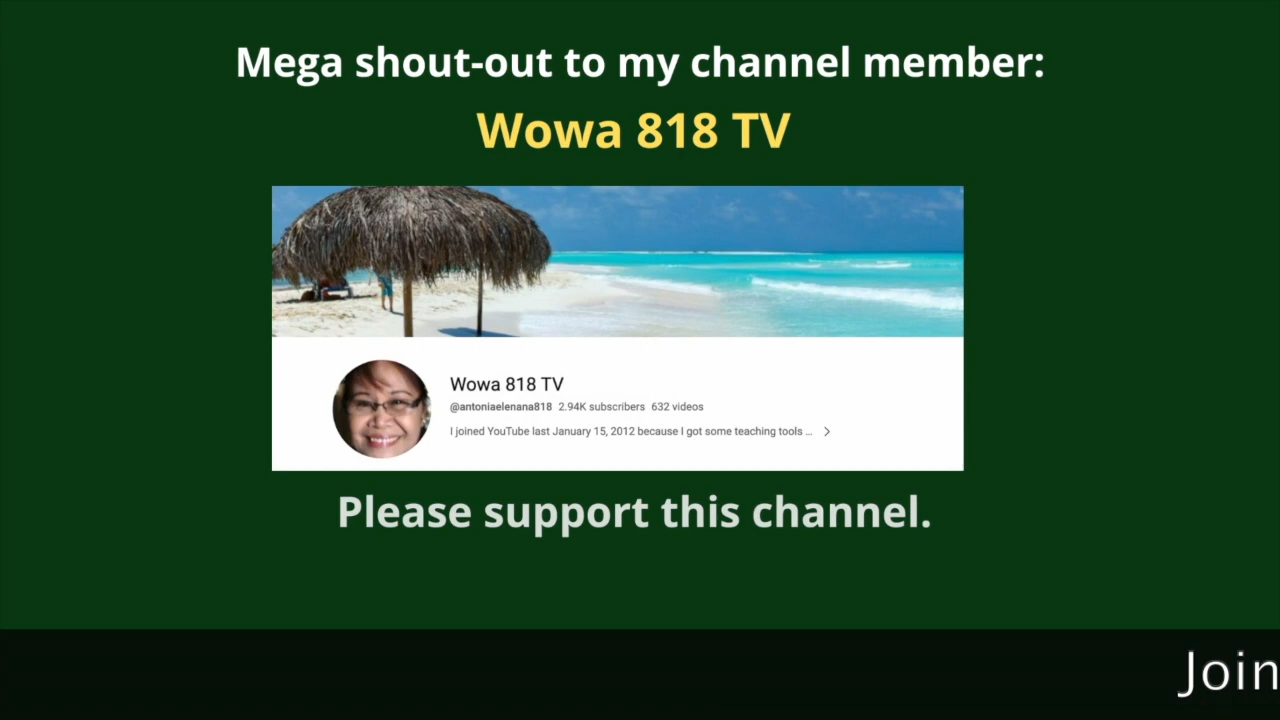 Mega shout-out to my channel member:
Wowa 818 TV
Wowa 818 TV
@antoniaelenana818 2.94K subscribers 632 videos
I joined YouTube last January 15, 2012 because I got some teaching tools ...
Please support this channel.
Join